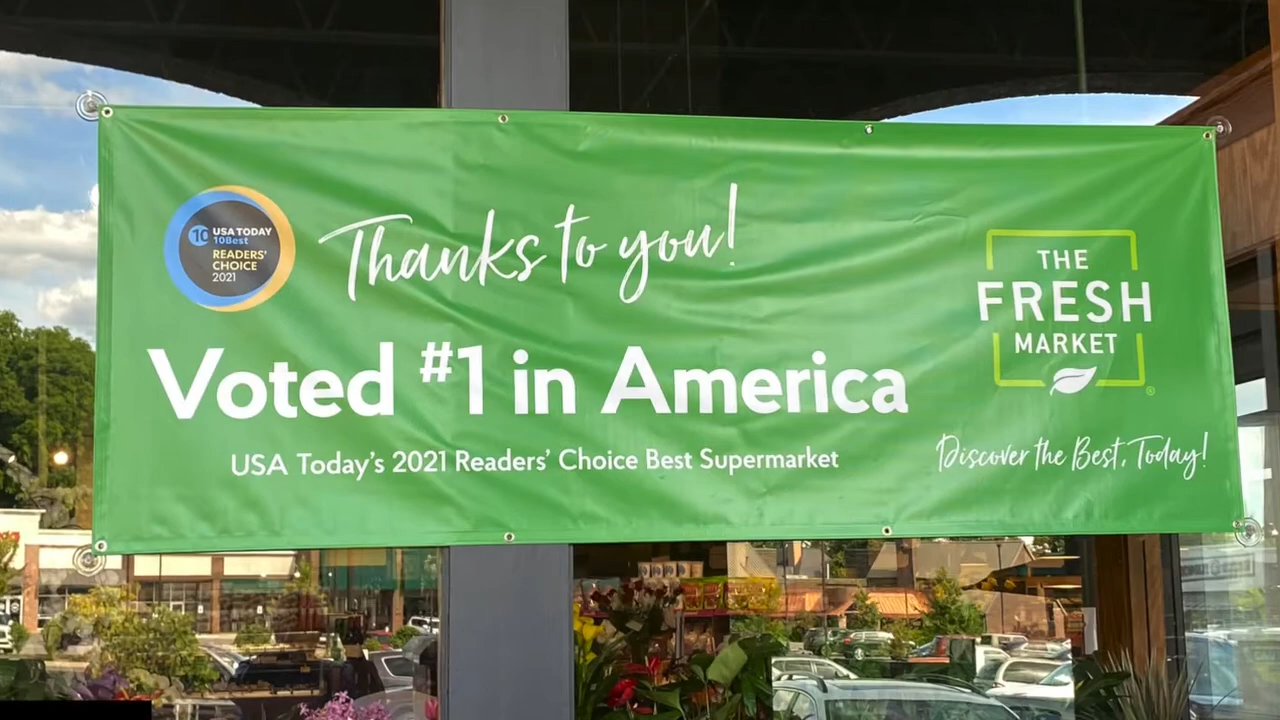 10 USA TODAY
10Best
READERS'
CHOICE
2021
Thanks to you!
Voted #1 in America
USA Today's 2021 Readers' Choice Best Supermarket
THE
FRESH
MARKET
®
Discover the Best, Today!